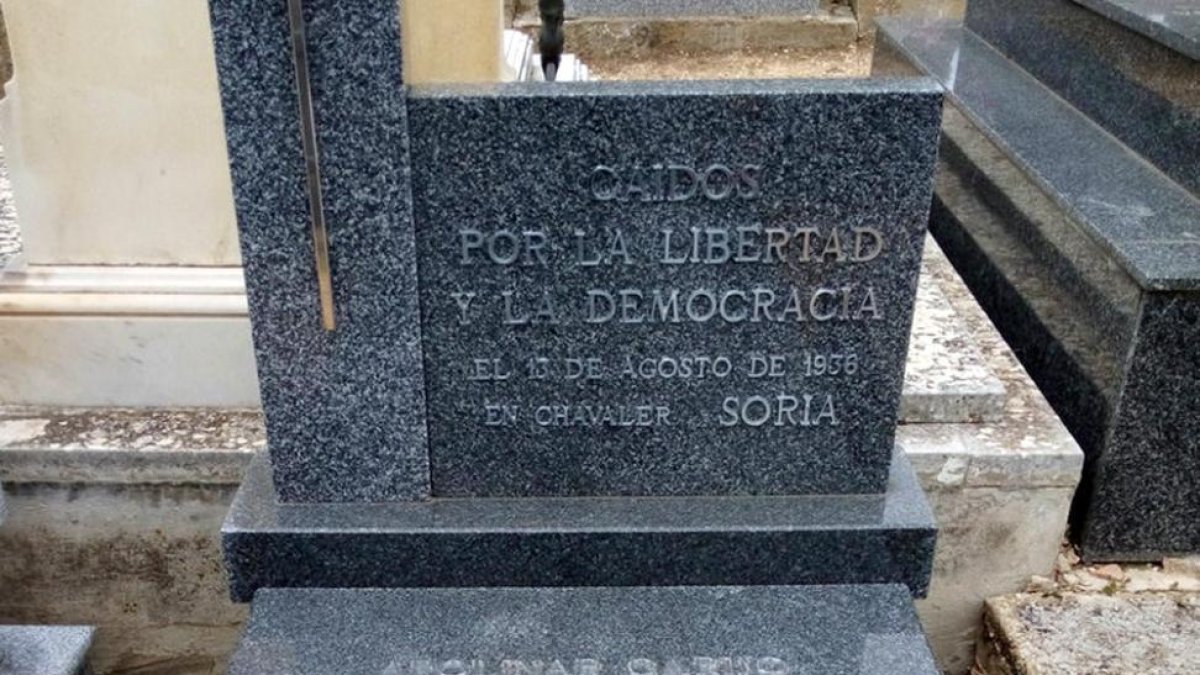 CAIDOS
POR LA LIBERTAD
Y LA DEMOCRACIA
EL 13 DE AGOSTO DE 1936
EN CHAVALER SORIA